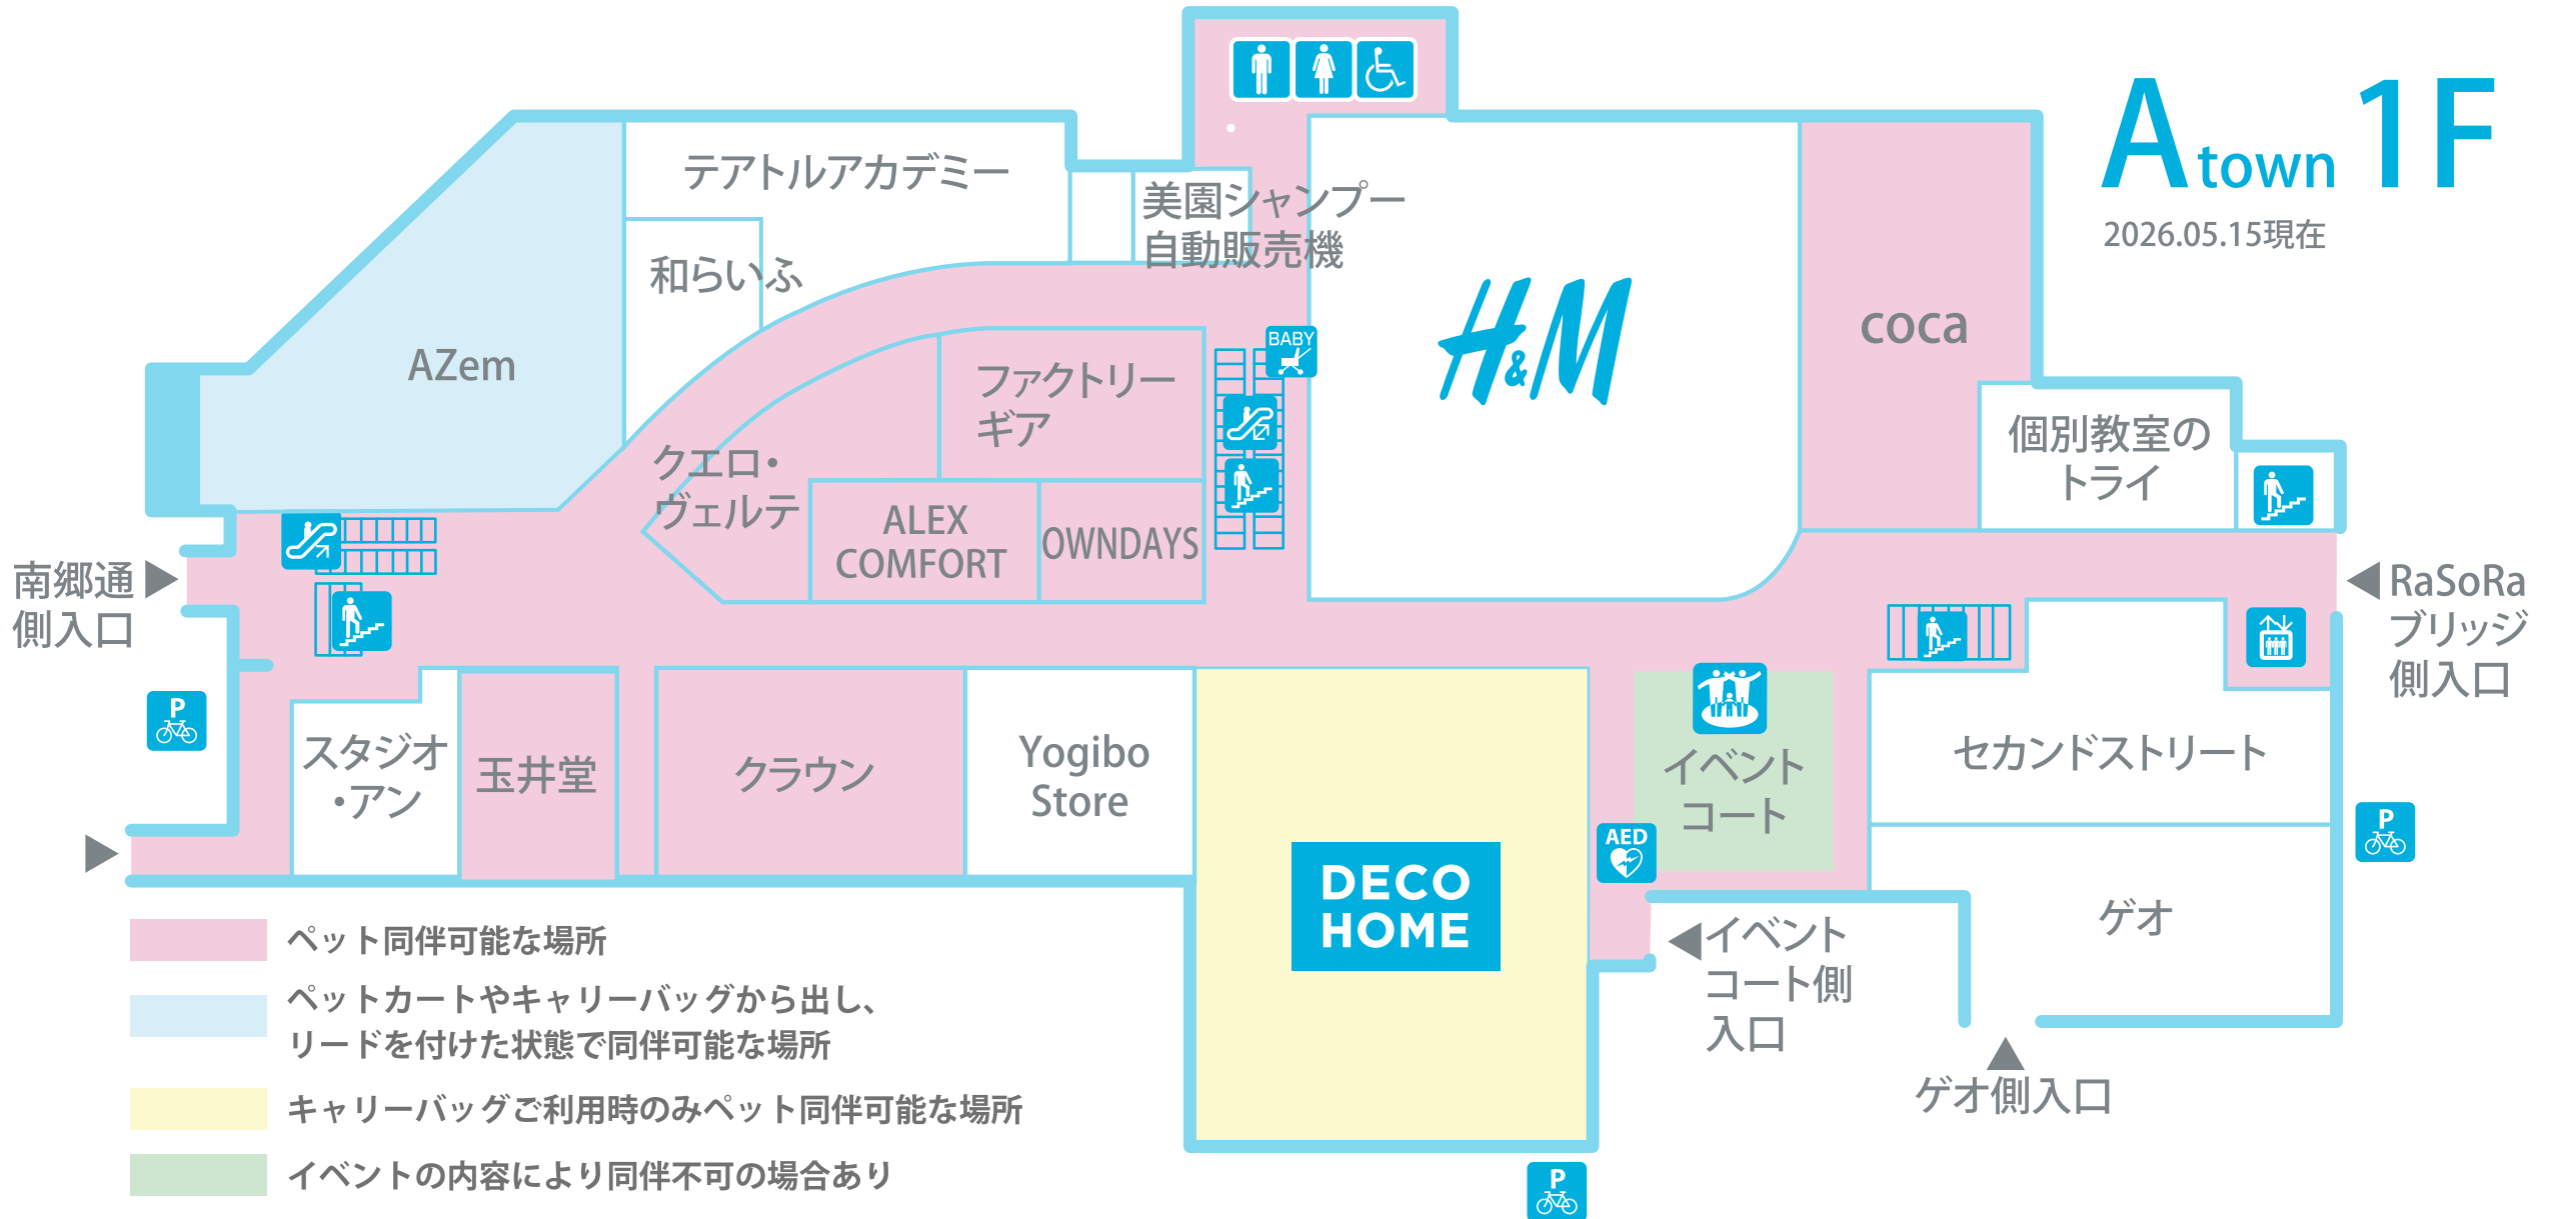 A town 1F
2026.05.15現在
テアトルアカデミー
美園シャンプー
自動販売機
和らいふ
AZem
H&M
coca
BABY
ファクトリー
ギア
クエロ・
ヴェルテ
ALEX
COMFORT
OWNDAYS
個別教室の
トライ
南郷通
側入口
RaSoRa
ブリッジ
側入口
P
スタジオ
・アン
玉井堂
クラウン
Yogibo
Store
DECO
HOME
イベント
コート
AED
セカンドストリート
P
ゲオ
イベント
コート側
入口
ゲオ側入口
P
ペット同伴可能な場所
ペットカートやキャリーバッグから出し、
リードを付けた状態で同伴可能な場所
キャリーバッグご利用時のみペット同伴可能な場所
イベントの内容により同伴不可の場合あり